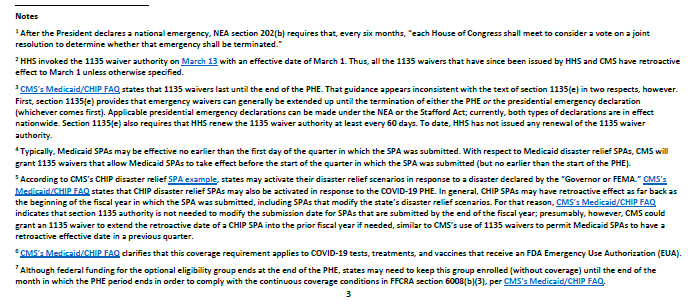 Notes
1 After the President declares a national emergency, NEA section 202(b) requires that, every six months, “each House of Congress shall meet to consider a vote on a joint
resolution to determine whether that emergency shall be terminated.”
2 HHS invoked the 1135 waiver authority on March 13 with an effective date of March 1. Thus, all the 1135 waivers that have since been issued by HHS and CMS have retroactive
effect to March 1 unless otherwise specified.
3 CMS’s Medicaid/CHIP FAQ states that 1135 waivers last until the end of the PHE. That guidance appears inconsistent with the text of section 1135(e) in two respects, however.
First, section 1135(e) provides that emergency waivers can generally be extended up until the termination of either the PHE or the presidential emergency declaration
(whichever comes first). Applicable presidential emergency declarations can be made under the NEA or the Stafford Act; currently, both types of declarations are in effect
nationwide. Section 1135(e) also requires that HHS renew the 1135 waiver authority at least every 60 days. To date, HHS has not issued any renewal of the 1135 waiver
authority.
4 Typically, Medicaid SPAs may be effective no earlier than the first day of the quarter in which the SPA was submitted. With respect to Medicaid disaster relief SPAs, CMS will
grant 1135 waivers that allow Medicaid SPAs to take effect before the start of the quarter in which the SPA was submitted (but no earlier than the start of the PHE).
5 According to CMS’s CHIP disaster relief SPA example, states may activate their disaster relief scenarios in response to a disaster declared by the “Governor or FEMA.” CMS’s
Medicaid/CHIP FAQ states that CHIP disaster relief SPAs may also be activated in response to the COVID-19 PHE. In general, CHIP SPAs may have retroactive effect as far back as
the beginning of the fiscal year in which the SPA was submitted, including SPAs that modify the state’s disaster relief scenarios. For that reason, CMS’s Medicaid/CHIP FAQ
indicates that section 1135 authority is not needed to modify the submission date for SPAs that are submitted by the end of the fiscal year; presumably, however, CMS could
grant an 1135 waiver to extend the retroactive date of a CHIP SPA into the prior fiscal year if needed, similar to CMS’s use of 1135 waivers to permit Medicaid SPAs to have a
retroactive effective date in a previous quarter.
6 CMS’s Medicaid/CHIP FAQ clarifies that this coverage requirement applies to COVID-19 tests, treatments, and vaccines that receive an FDA Emergency Use Authorization (EUA).
7 Although federal funding for the optional eligibility group ends at the end of the PHE, states may need to keep this group enrolled (without coverage) until the end of the
month in which the PHE period ends in order to comply with the continuous coverage conditions in FFCRA section 6008(b)(3), per CMS’s Medicaid/CHIP FAQ.
3